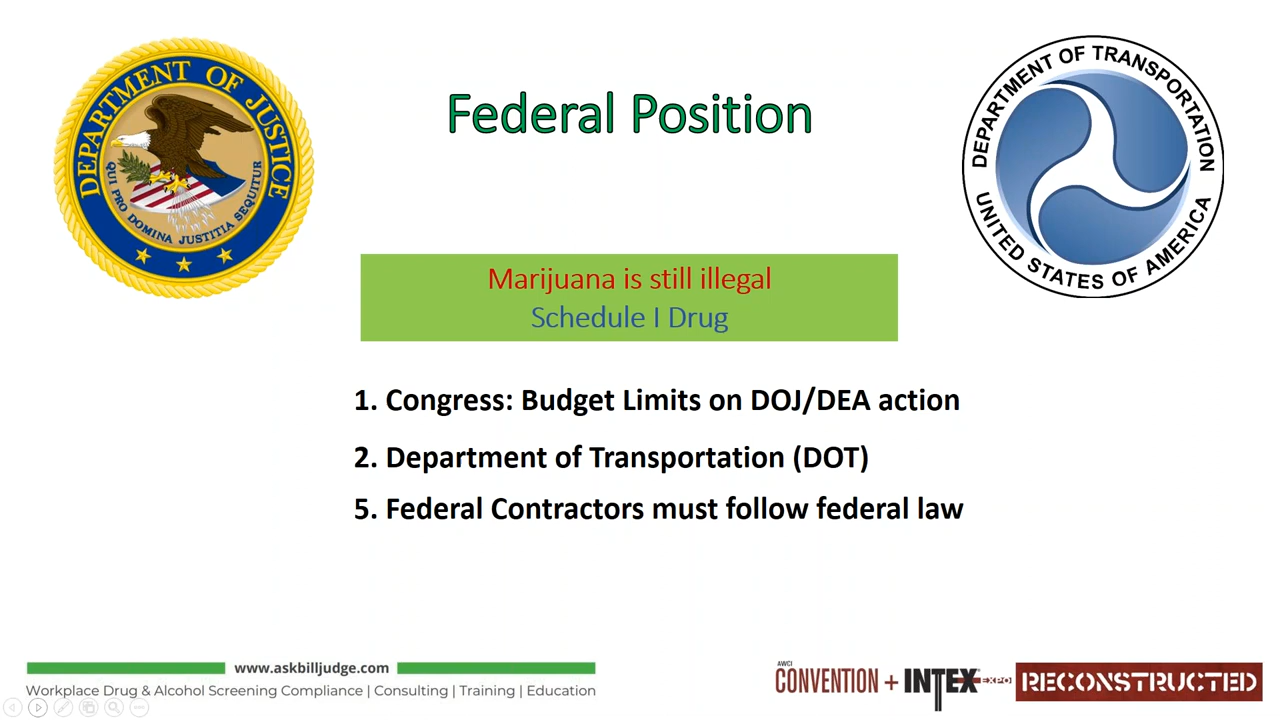 DEPARTMENT OF JUSTICE
QUI PRO DOMINA JUSTITIA SEQUITUR
Federal Position
DEPARTMENT OF TRANSPORTATION
UNITED STATES OF AMERICA
Marijuana is still illegal
Schedule I Drug
1. Congress: Budget Limits on DOJ/DEA action
2. Department of Transportation (DOT)
5. Federal Contractors must follow federal law
www.askbilljudge.com
Workplace Drug & Alcohol Screening Compliance | Consulting | Training | Education
AWCI
CONVENTION + INTEX EXPO RECONSTRUCTED